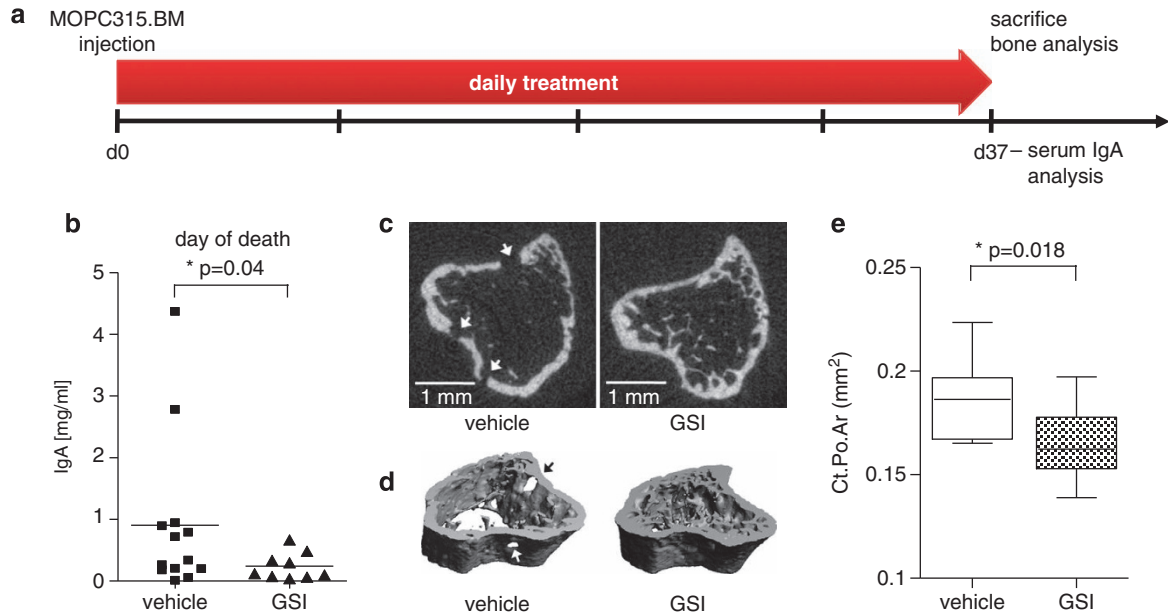 a
MOPC315.BM
injection
sacrifice
bone analysis
daily treatment
d0
d37– serum IgA
analysis
b
day of death
* p=0.04
IgA [mg/ml]
5
4
3
2
1
0
vehicle
GSI
c
1 mm
1 mm
vehicle
GSI
d
vehicle
GSI
e
* p=0.018
Ct.Po.Ar (mm²)
0.25
0.2
0.15
0.1
vehicle
GSI